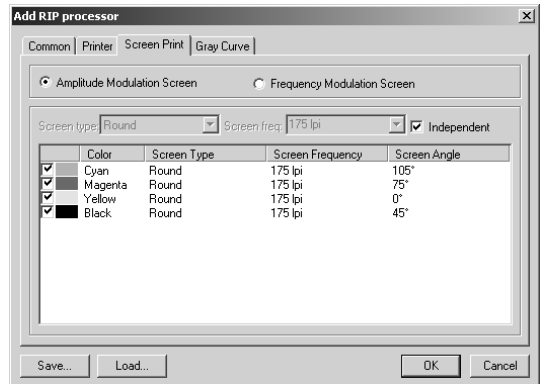 Add RIP processor
Common Printer Screen Print Gray Curve
Amplitude Modulation Screen Frequency Modulation Screen
Screen type: Round Screen freq: 175 lpi Independent
Color Screen Type Screen Frequency Screen Angle
Cyan Round 175 lpi 105°
Magenta Round 175 lpi 75°
Yellow Round 175 lpi 0°
Black Round 175 lpi 45°
Save... Load... OK Cancel